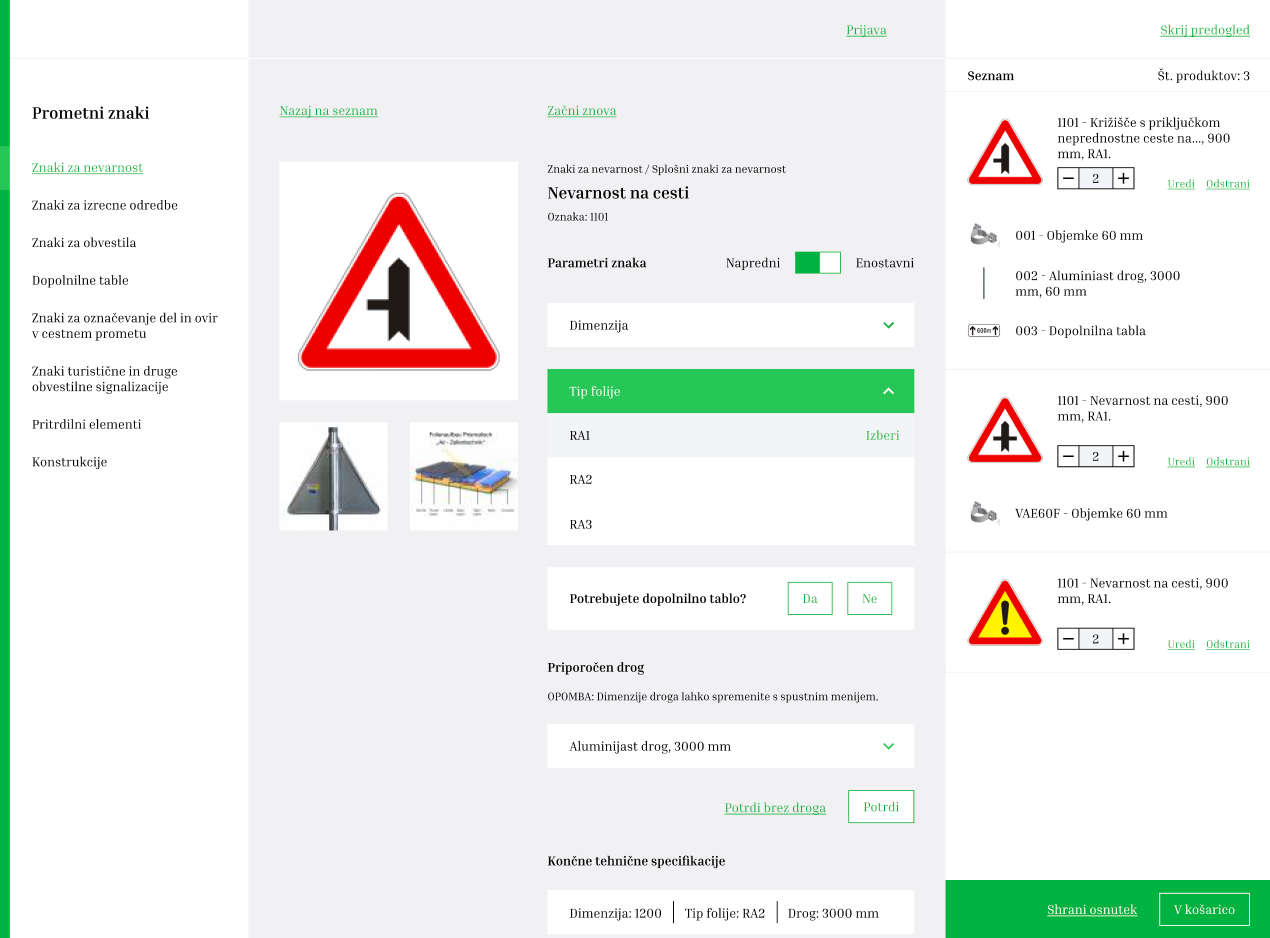 Prijava
Skrij predogled
Prometni znaki
Znaki za nevarnost
Znaki za izrecne odredbe
Znaki za obvestila
Dopolnilne table
Znaki za označevanje del in ovir
v cestnem prometu
Znaki turistične in druge
obvestilne signalizacije
Pritrdilni elementi
Konstrukcije
Nazaj na seznam
Začni znova
Folienaufbau Prismatisch
„Air - Zellentechnik"
Znaki za nevarnost / Splošni znaki za nevarnost
Nevarnost na cesti
Oznaka: 1101
Parametri znaka
Napredni
Enostavni
Dimenzija
Tip folije
RA1
Izberi
RA2
RA3
Potrebujete dopolnilno tablo?
Da
Ne
Priporočen drog
OPOMBA: Dimenzije droga lahko spremenite s spustnim menijem.
Aluminijast drog, 3000 mm
Potrdi brez droga
Potrdi
Končne tehnične specifikacije
Dimenzija: 1200
Tip folije: RA2
Drog: 3000 mm
Seznam
Št. produktov: 3
1101 - Križišče s priključkom
neprednostne ceste na..., 900
mm, RA1.
2
Uredi
Odstrani
001 - Objemke 60 mm
002 - Aluminiast drog, 3000
mm, 60 mm
600m
003 - Dopolnilna tabla
1101 - Nevarnost na cesti, 900
mm, RA1.
2
Uredi
Odstrani
VAE60F - Objemke 60 mm
1101 - Nevarnost na cesti, 900
mm, RA1.
2
Uredi
Odstrani
Shrani osnutek
V košarico